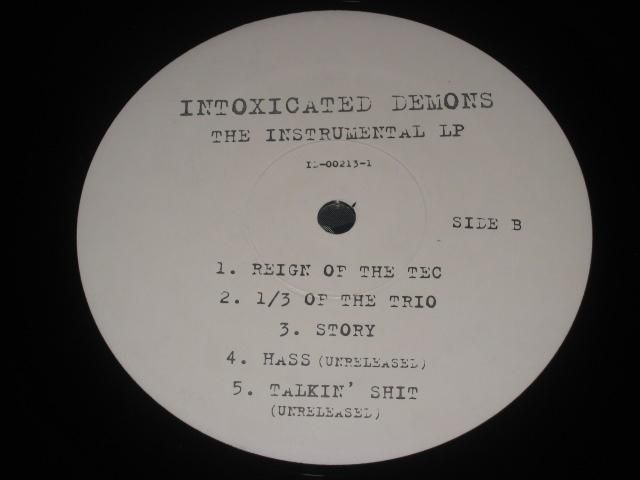 INTOXICATED DEMONS
THE INSTRUMENTAL LP
ID-00213-1
SIDE B
1. REIGN OF THE TEC
2. 1/3 OF THE TRIO
3. STORY
4. HASS (UNRELEASED)
5. TALKIN' SHIT
(UNRELEASED)